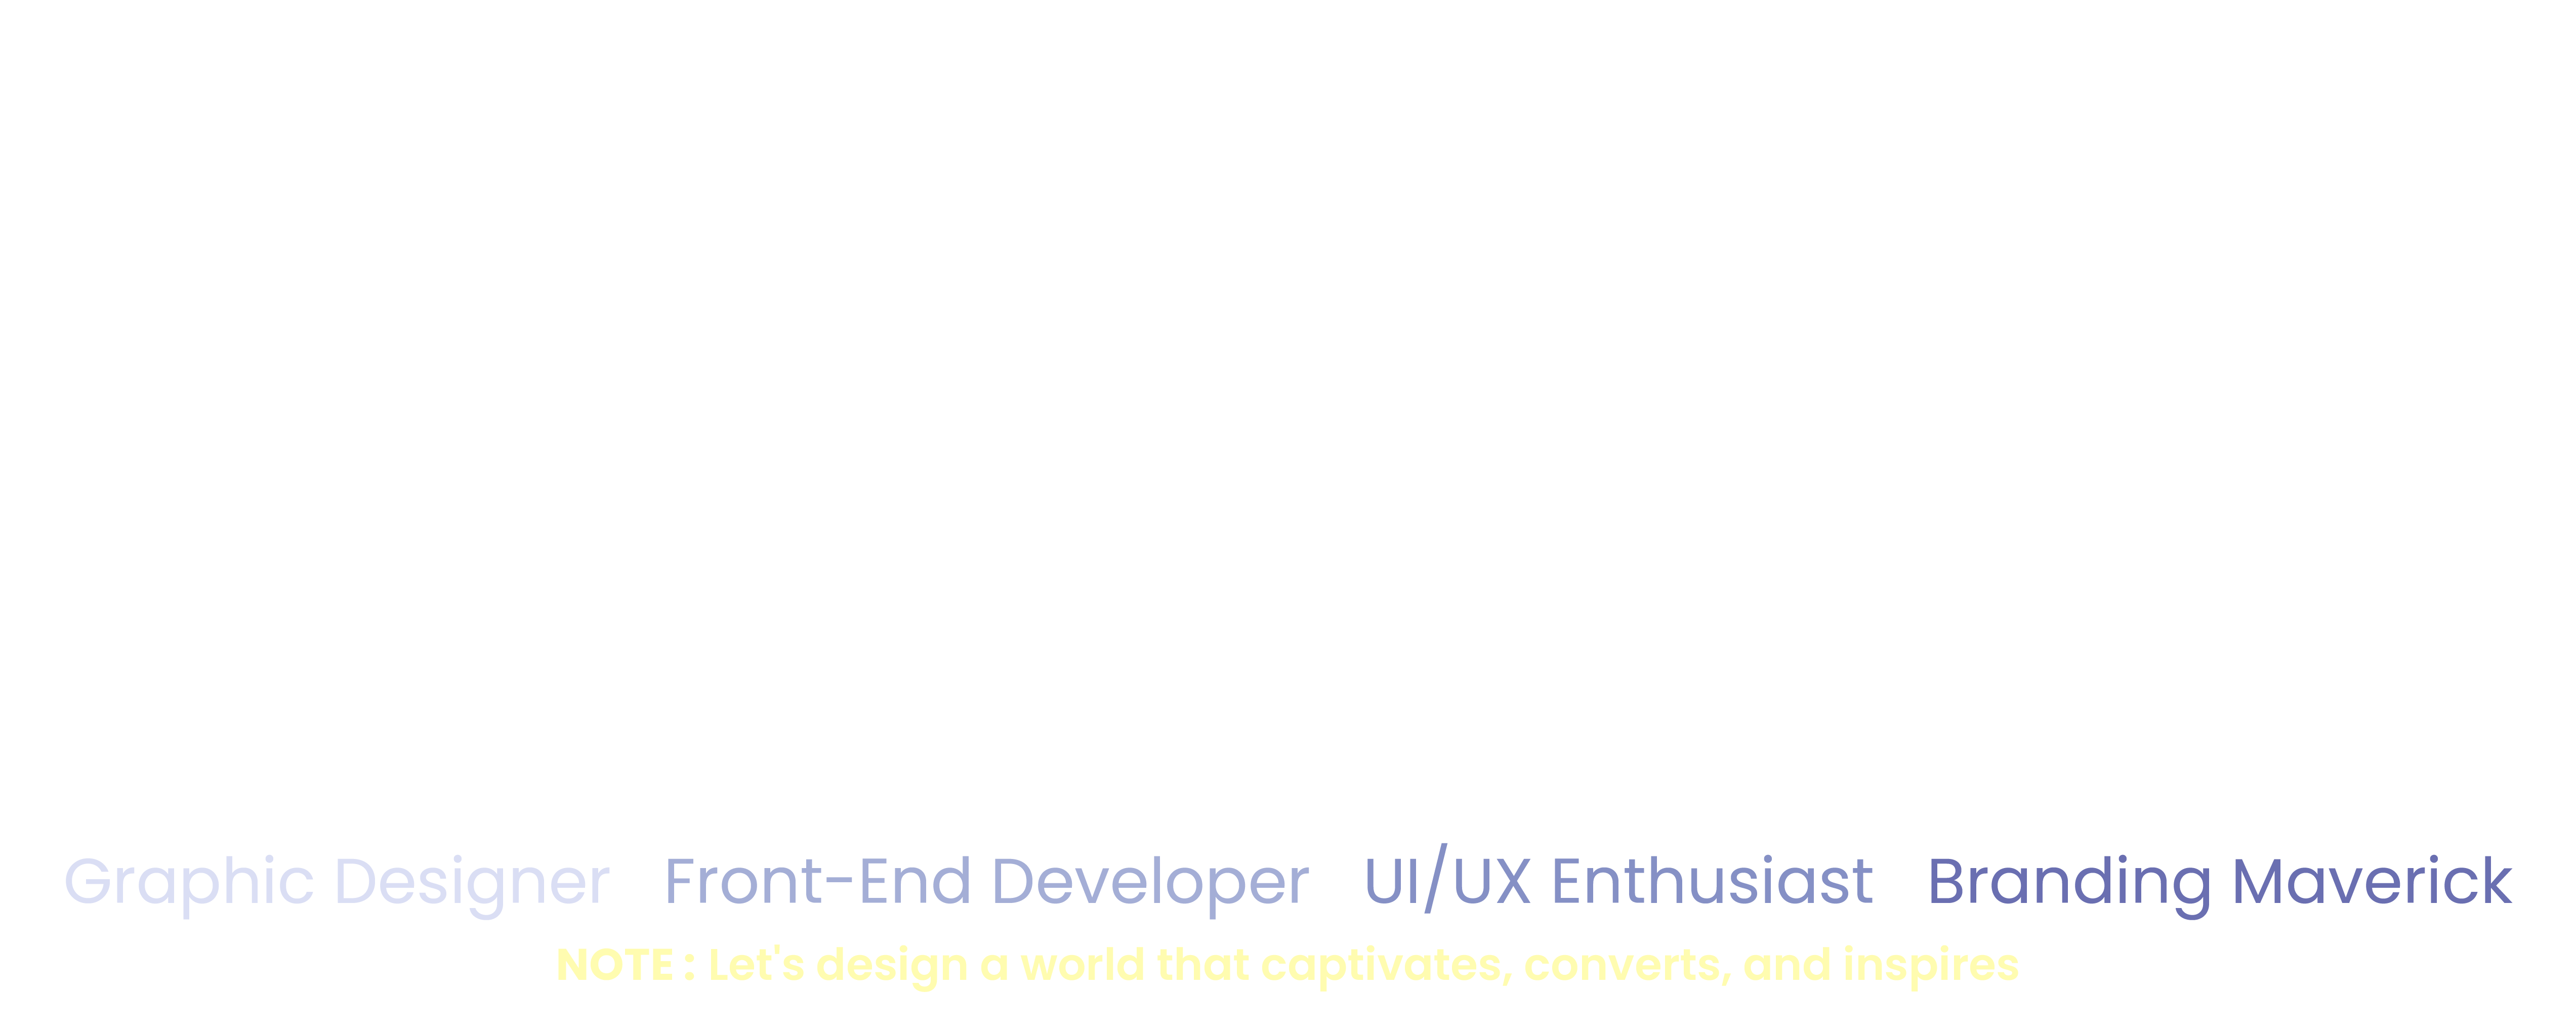 Graphic Designer Front-End Developer UI/UX Enthusiast Branding Maverick
NOTE : Let's design a world that captivates, converts, and inspires